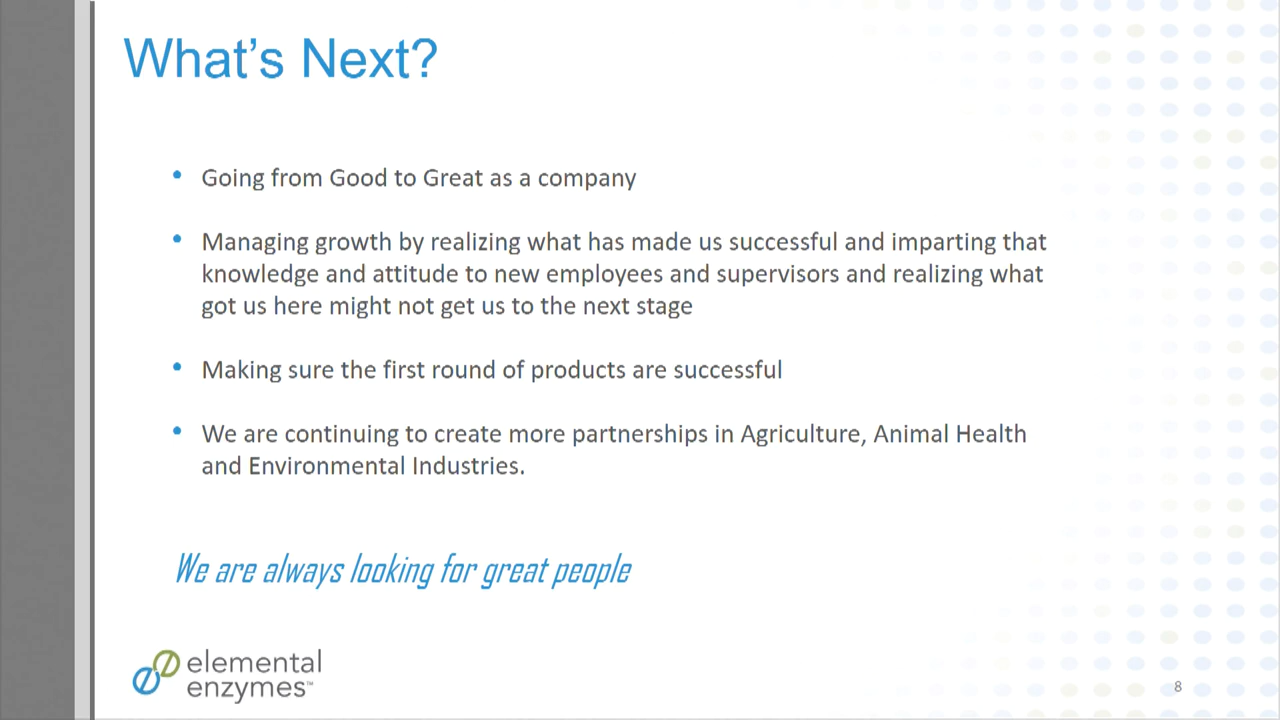 What's Next?
• Going from Good to Great as a company
• Managing growth by realizing what has made us successful and imparting that
knowledge and attitude to new employees and supervisors and realizing what
got us here might not get us to the next stage
• Making sure the first round of products are successful
• We are continuing to create more partnerships in Agriculture, Animal Health
and Environmental Industries.
We are always looking for great people
elemental
enzymes™
8